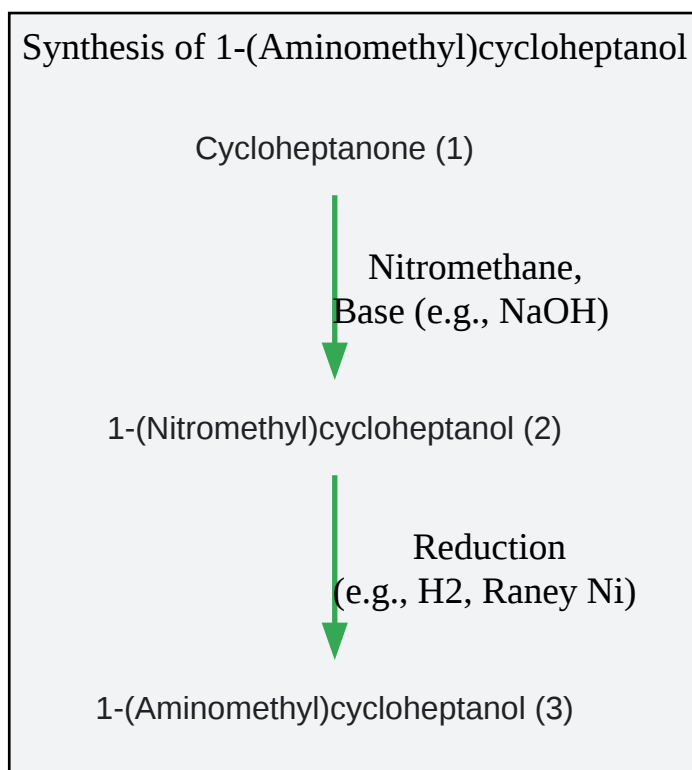 Synthesis of 1-(Aminomethyl)cycloheptanol
Cycloheptanone (1)
Nitromethane,
Base (e.g., NaOH)
1-(Nitromethyl)cycloheptanol (2)
Reduction
(e.g., H2, Raney Ni)
1-(Aminomethyl)cycloheptanol (3)